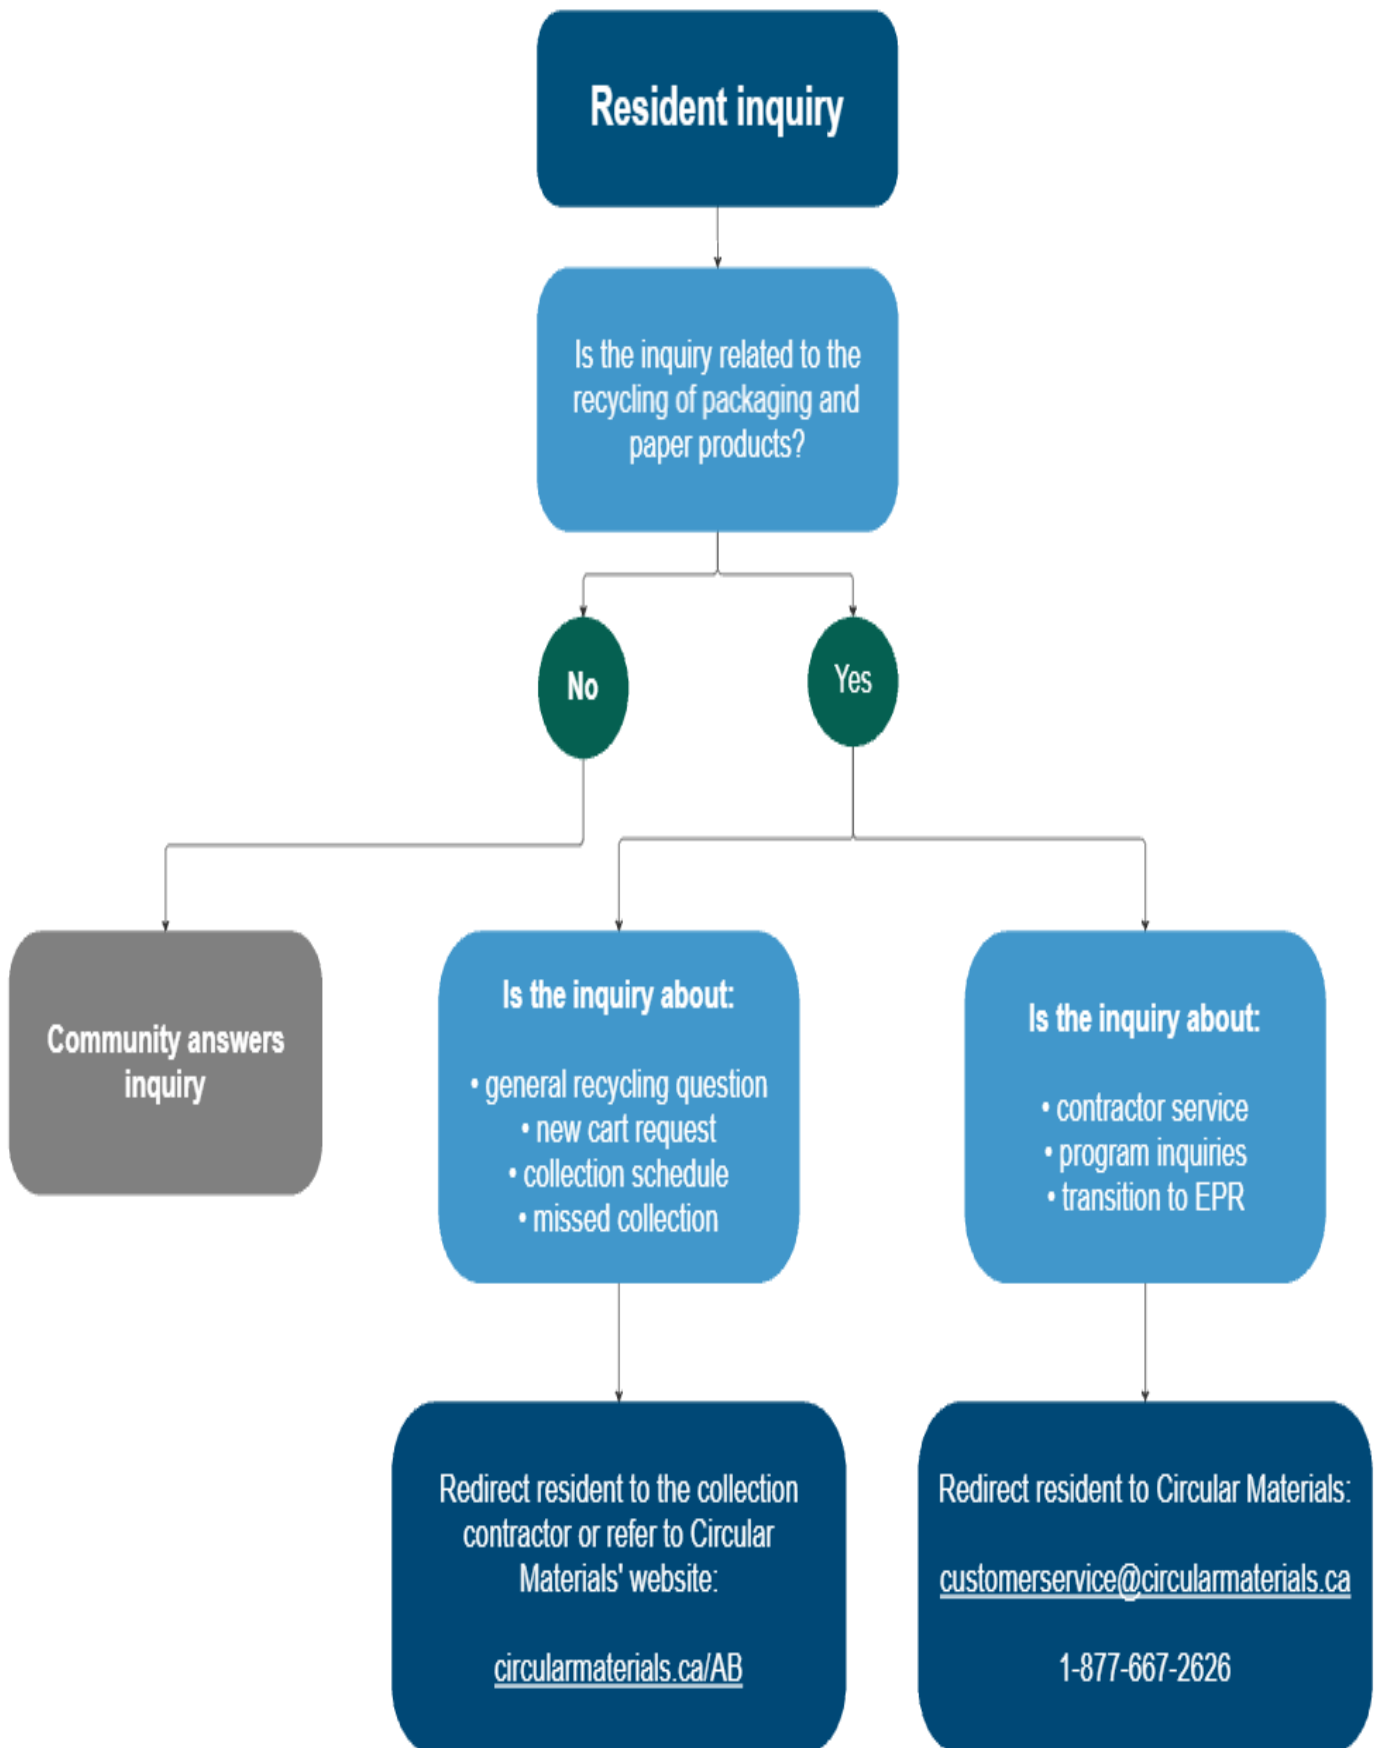 Resident inquiry
Is the inquiry related to the
recycling of packaging and
paper products?
No
Yes
Community answers
inquiry
Is the inquiry about:
• general recycling question
• new cart request
• collection schedule
• missed collection
Is the inquiry about:
• contractor service
• program inquiries
• transition to EPR
Redirect resident to the collection
contractor or refer to Circular
Materials' website:
circularmaterials.ca/AB
Redirect resident to Circular Materials:
customerservice@circularmaterials.ca
1-877-667-2626